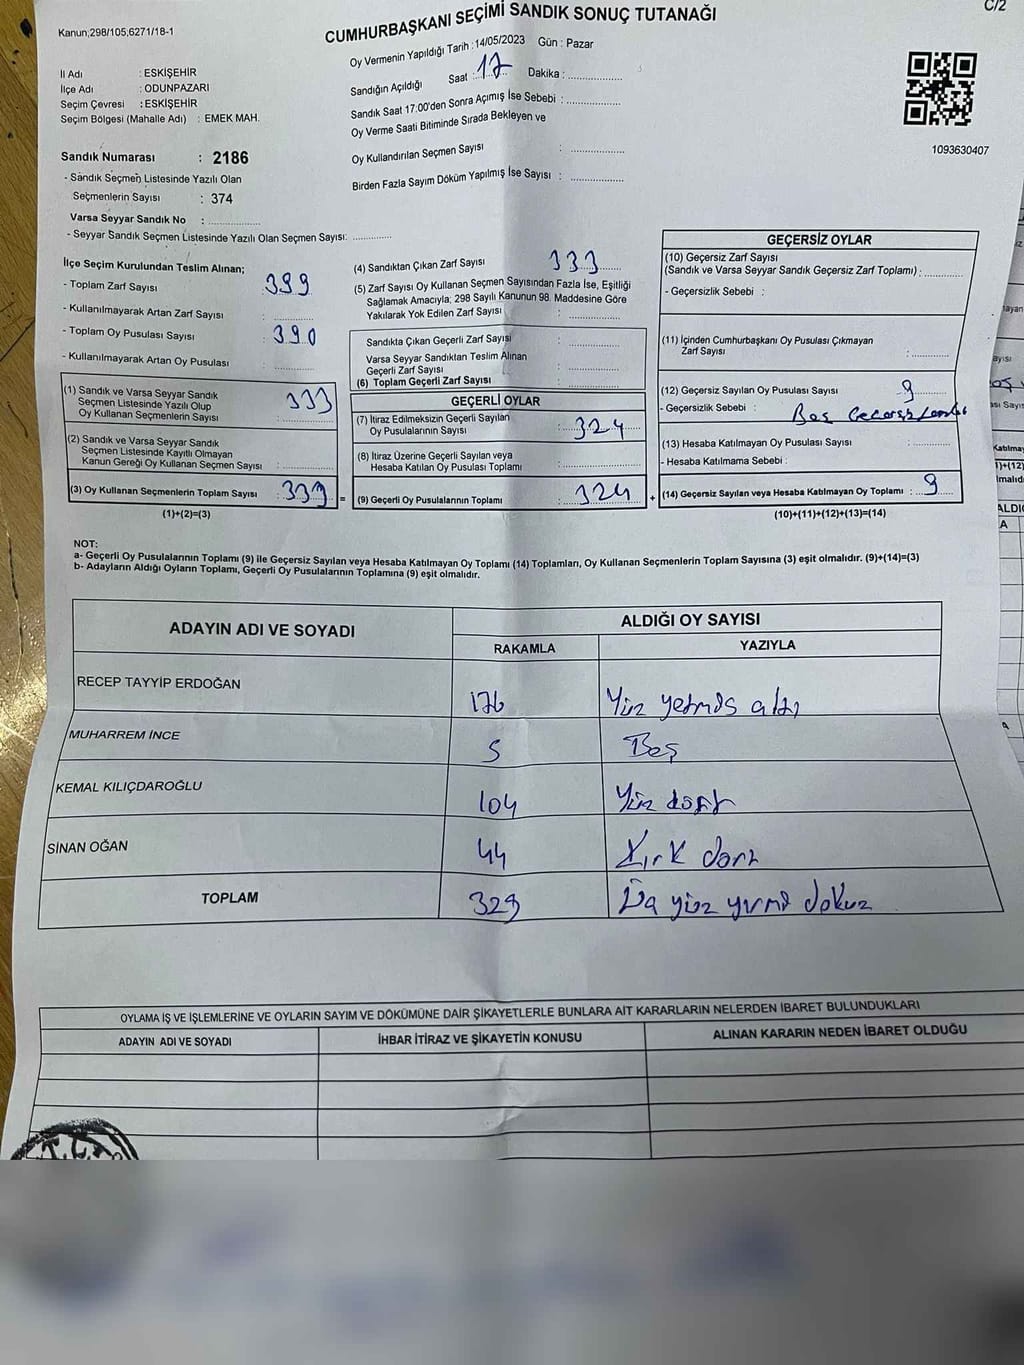 C/2
Kanun;298/105;6271/18-1
CUMHURBAŞKANI SEÇİMİ SANDIK SONUÇ TUTANAĞI
Oy Vermenin Yapıldığı Tarih : 14/05/2023 Gün : Pazar
İl Adı : ESKİŞEHİR
İlçe Adı : ODUNPAZARI
Seçim Çevresi : ESKİŞEHİR
Seçim Bölgesi (Mahalle Adı) : EMEK MAH.
Sandığın Açıldığı Saat : 17 Dakika : ..............
Sandık Saat 17:00'den Sonra Açımış İse Sebebi : ..............
Oy Verme Saati Bitiminde Sırada Bekleyen ve
Oy Kullandırılan Seçmen Sayısı : ..............
Birden Fazla Sayım Döküm Yapılmış İse Sayısı : ..............
1093630407
Sandık Numarası : 2186
- Sandık Seçmen Listesinde Yazılı Olan
Seçmenlerin Sayısı : 374
Varsa Seyyar Sandık No : ..............
- Seyyar Sandık Seçmen Listesinde Yazılı Olan Seçmen Sayısı: ..............
İlçe Seçim Kurulundan Teslim Alınan;
- Toplam Zarf Sayısı : 399
- Kullanılmayarak Artan Zarf Sayısı : ..............
- Toplam Oy Pusulası Sayısı : 390
- Kullanılmayarak Artan Oy Pusulası : ..............
(1) Sandık ve Varsa Seyyar Sandık
Seçmen Listesinde Yazılı Olup
Oy Kullanan Seçmenlerin Sayısı : 333
(2) Sandık ve Varsa Seyyar Sandık
Seçmen Listesinde Kayıtlı Olmayan
Kanun Gereği Oy Kullanan Seçmen Sayısı : ..............
(3) Oy Kullanan Seçmenlerin Toplam Sayısı : 333 =
(1)+(2)=(3)
(4) Sandıktan Çıkan Zarf Sayısı : 333
(5) Zarf Sayısı Oy Kullanan Seçmen Sayısından Fazla İse, Eşitliği
Sağlamak Amacıyla; 298 Sayılı Kanunun 98. Maddesine Göre
Yakılarak Yok Edilen Zarf Sayısı : ..............
Sandıkta Çıkan Geçerli Zarf Sayısı : ..............
Varsa Seyyar Sandıktan Teslim Alınan
Geçerli Zarf Sayısı : ..............
(6) Toplam Geçerli Zarf Sayısı : ..............
GEÇERLİ OYLAR
(7) İtiraz Edilmeksizin Geçerli Sayılan
Oy Pusulalarının Sayısı : 324
(8) İtiraz Üzerine Geçerli Sayılan veya
Hesaba Katılan Oy Pusulası Toplamı : ..............
(9) Geçerli Oy Pusulalarının Toplamı : 324 +
GEÇERSİZ OYLAR
(10) Geçersiz Zarf Sayısı
(Sandık ve Varsa Seyyar Sandık Geçersiz Zarf Toplamı) : ..............
- Geçersizlik Sebebi :
(11) İçinden Cumhurbaşkanı Oy Pusulası Çıkmayan
Zarf Sayısı : ..............
(12) Geçersiz Sayılan Oy Pusulası Sayısı : 9
- Geçersizlik Sebebi : Boş
(13) Hesaba Katılmayan Oy Pusulası Sayısı : ..............
- Hesaba Katılmama Sebebi :
(14) Geçersiz Sayılan veya Hesaba Katılmayan Oy Toplamı : 9
(10)+(11)+(12)+(13)=(14)
NOT:
a- Geçerli Oy Pusulalarının Toplamı (9) ile Geçersiz Sayılan veya Hesaba Katılmayan Oy Toplamı (14) Toplamları, Oy Kullanan Seçmenlerin Toplam Sayısına (3) eşit olmalıdır. (9)+(14)=(3)
b- Adayların Aldığı Oyların Toplamı, Geçerli Oy Pusulalarının Toplamına (9) eşit olmalıdır.
ADAYIN ADI VE SOYADI ALDIĞI OY SAYISI
RAKAMLA YAZIYLA
RECEP TAYYİP ERDOĞAN 176 Yüz yetmiş altı
MUHARREM İNCE 5 Beş
KEMAL KILIÇDAROĞLU 104 Yüz dört
SİNAN OĞAN 44 Kırk dört
TOPLAM 329 Üç yüz yirmi dokuz
OYLAMA İŞ VE İŞLEMLERİNE VE OYLARIN SAYIM VE DÖKÜMÜNE DAİR ŞİKAYETLERLE BUNLARA AİT KARARLARIN NELERDEN İBARET BULUNDUKLARI
ADAYIN ADI VE SOYADI İHBAR İTİRAZ VE ŞİKAYETİN KONUSU ALINAN KARARIN NEDEN İBARET OLDUĞU